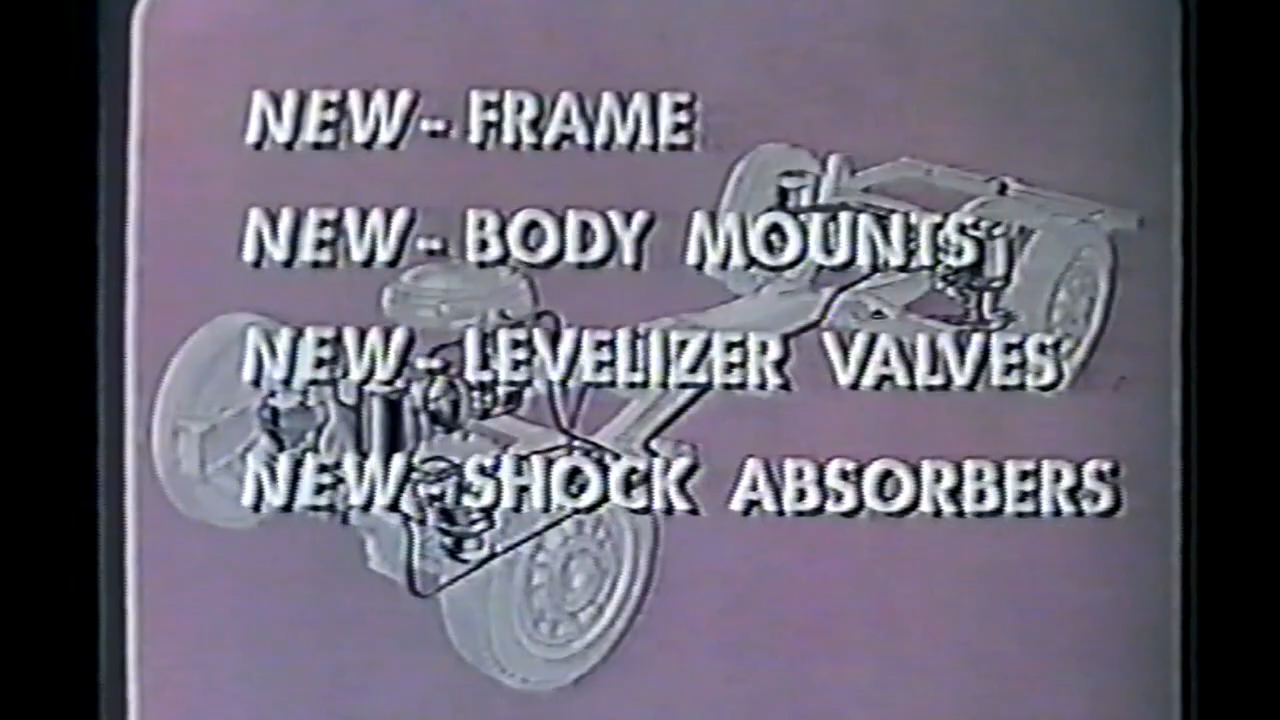 NEW - FRAME
NEW - BODY MOUNTS
NEW - LEVELIZER VALVES
NEW - SHOCK ABSORBERS